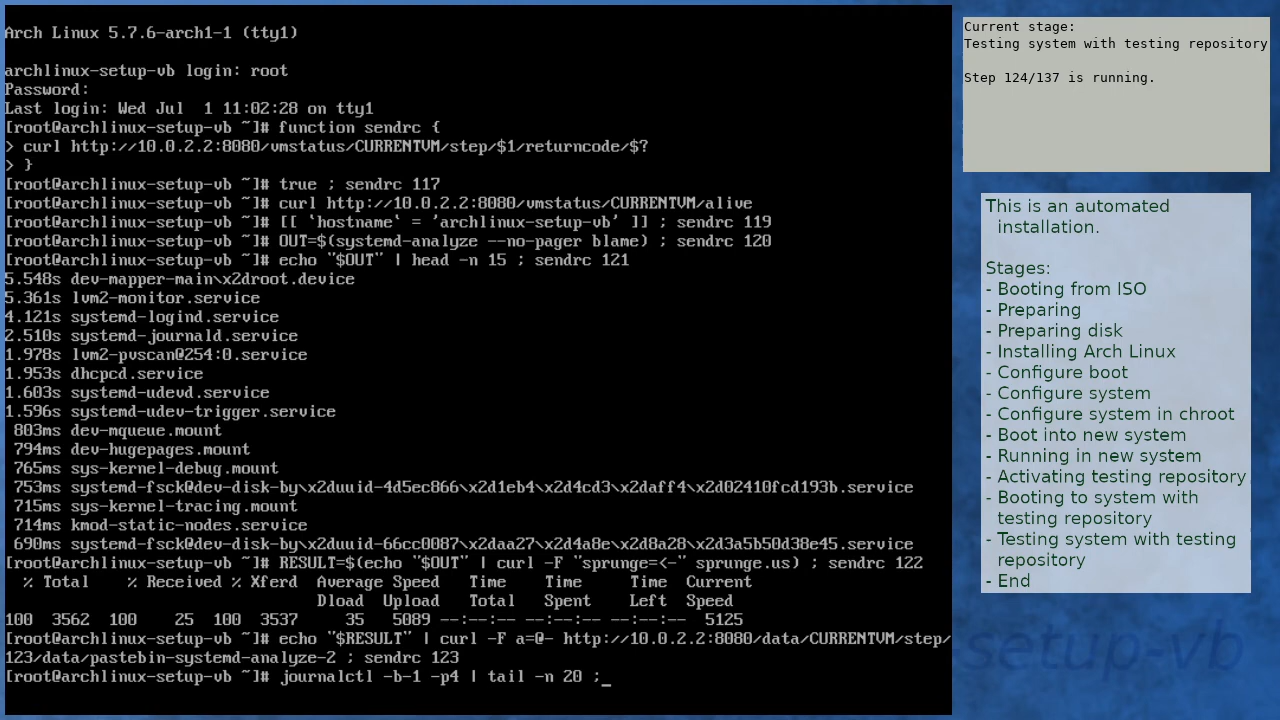 Arch Linux 5.7.6-arch1-1 (tty1)
archlinux-setup-vb login: root
Password:
Last login: Wed Jul  1 11:02:28 on tty1
[root@archlinux-setup-vb ~]# function sendrc {
> curl http://10.0.2.2:8080/vmstatus/CURRENTVM/step/$1/returncode/$?
> }
[root@archlinux-setup-vb ~]# true ; sendrc 117
[root@archlinux-setup-vb ~]# curl http://10.0.2.2:8080/vmstatus/CURRENTVM/alive
[root@archlinux-setup-vb ~]# [[ `hostname` = 'archlinux-setup-vb' ]] ; sendrc 119
[root@archlinux-setup-vb ~]# OUT=$(systemd-analyze --no-pager blame) ; sendrc 120
[root@archlinux-setup-vb ~]# echo "$OUT" | head -n 15 ; sendrc 121
5.548s dev-mapper-main\x2droot.device
5.361s lvm2-monitor.service
4.121s systemd-logind.service
2.510s systemd-journald.service
1.978s lvm2-pvscan@254:0.service
1.953s dhcpcd.service
1.603s systemd-udevd.service
1.596s systemd-udev-trigger.service
 803ms dev-mqueue.mount
 794ms dev-hugepages.mount
 765ms sys-kernel-debug.mount
 753ms systemd-fsck@dev-disk-by\x2duuid-4d5ec866\x2d1eb4\x2d4cd3\x2daff4\x2d02410fcd193b.service
 715ms sys-kernel-tracing.mount
 714ms kmod-static-nodes.service
 690ms systemd-fsck@dev-disk-by\x2duuid-66cc0087\x2daa27\x2d4a8e\x2d8a28\x2d3a5b50d38e45.service
[root@archlinux-setup-vb ~]# RESULT=$(echo "$OUT" | curl -F "sprunge=<-" sprunge.us) ; sendrc 122
  % Total    % Received % Xferd  Average Speed   Time    Time     Time  Current
                                 Dload  Upload   Total   Spent    Left  Speed
100  3562  100    25  100  3537     35   5089 --:--:-- --:--:-- --:--:--  5125
[root@archlinux-setup-vb ~]# echo "$RESULT" | curl -F a=@- http://10.0.2.2:8080/data/CURRENTVM/step/
123/data/pastebin-systemd-analyze-2 ; sendrc 123
[root@archlinux-setup-vb ~]# journalctl -b-1 -p4 | tail -n 20 ;_
Current stage:
Testing system with testing repository
Step 124/137 is running.
This is an automated
installation.
Stages:
- Booting from ISO
- Preparing
- Preparing disk
- Installing Arch Linux
- Configure boot
- Configure system
- Configure system in chroot
- Boot into new system
- Running in new system
- Activating testing repository
- Booting to system with
testing repository
- Testing system with testing
repository
- End
setup-vb